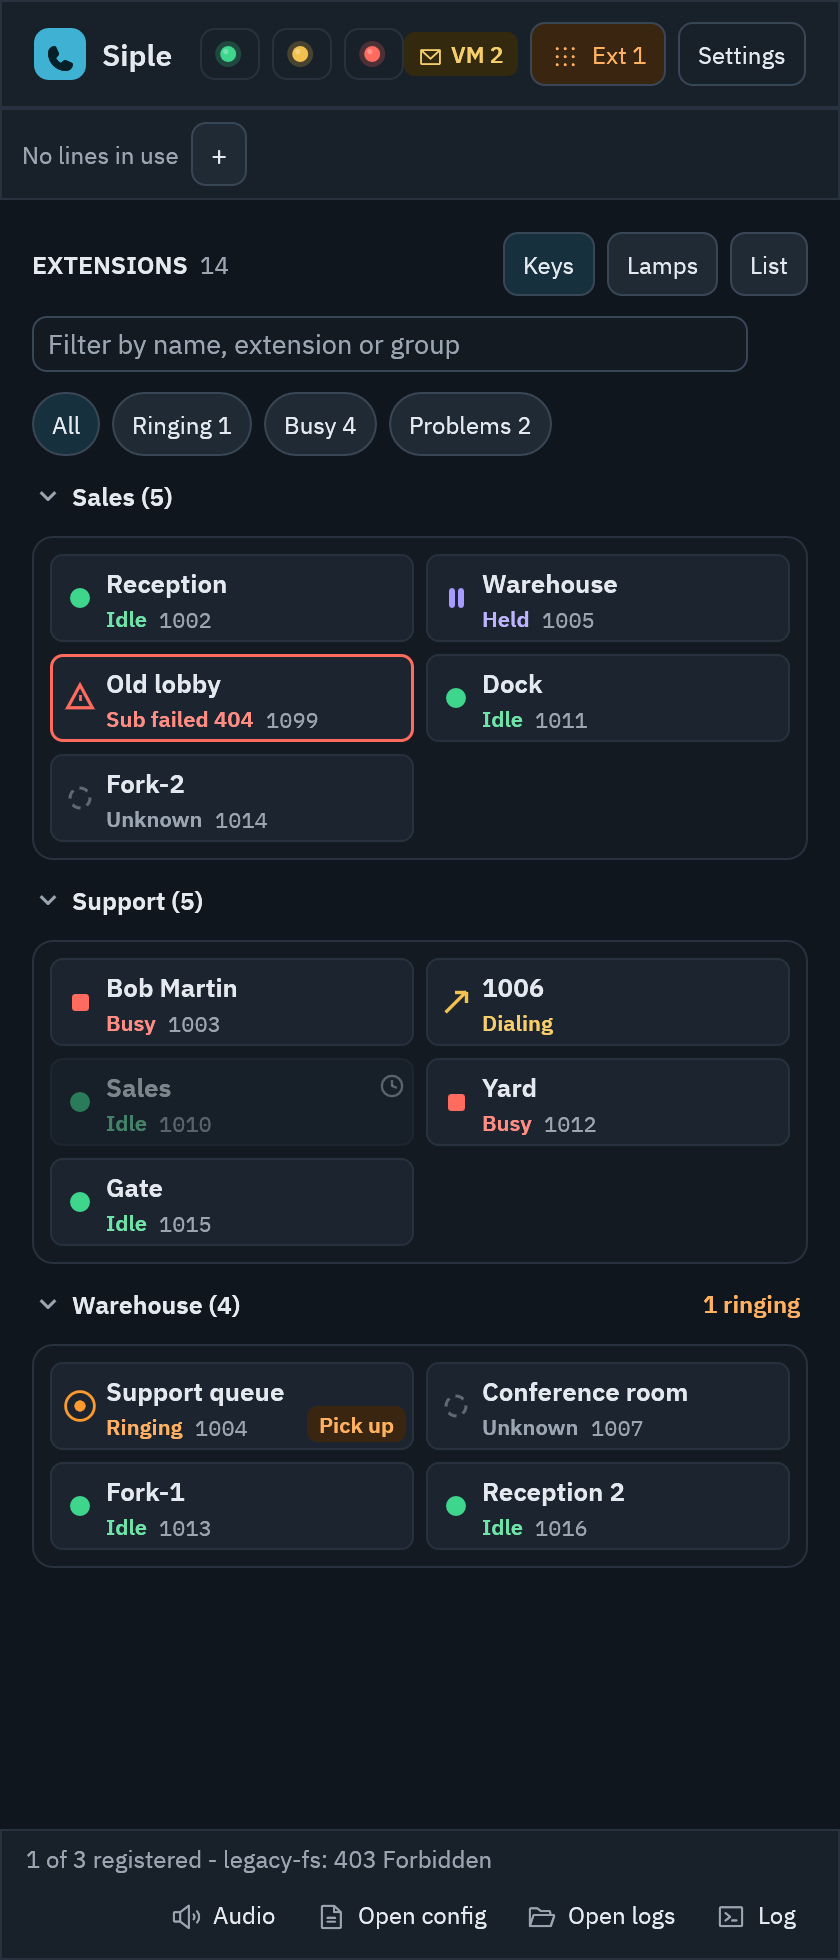 Siple VM 2 Ext 1 Settings
No lines in use +
EXTENSIONS 14 Keys Lamps List
Filter by name, extension or group
All Ringing 1 Busy 4 Problems 2
Sales (5)
Reception Warehouse
Idle 1002 Held 1005
Old lobby Dock
Sub failed 404 1099 Idle 1011
Fork-2
Unknown 1014
Support (5)
Bob Martin 1006
Busy 1003 Dialing
Sales Yard
Idle 1010 Busy 1012
Gate
Idle 1015
Warehouse (4) 1 ringing
Support queue Conference room
Ringing 1004 Pick up Unknown 1007
Fork-1 Reception 2
Idle 1013 Idle 1016
1 of 3 registered - legacy-fs: 403 Forbidden
Audio Open config Open logs Log